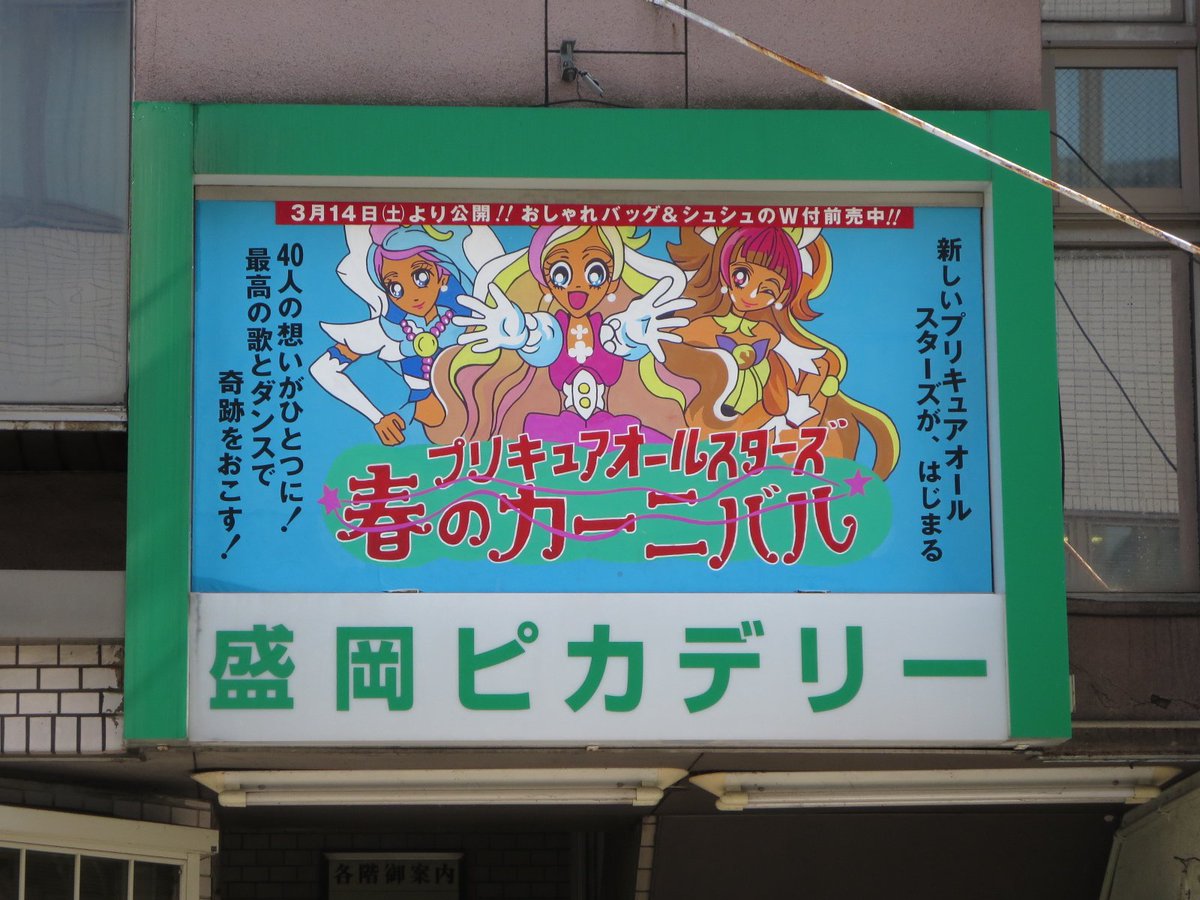 3月14日(土)より公開!! おしゃれバッグ&シュシュのW付前売中!!
新しいプリキュアオール
スターズが、はじまる
40人の想いがひとつに!
最高の歌とダンスで
奇跡をおこす!
プリキュアオールスターズ
春のカーニバル
盛岡ピカデリー
各階御案内